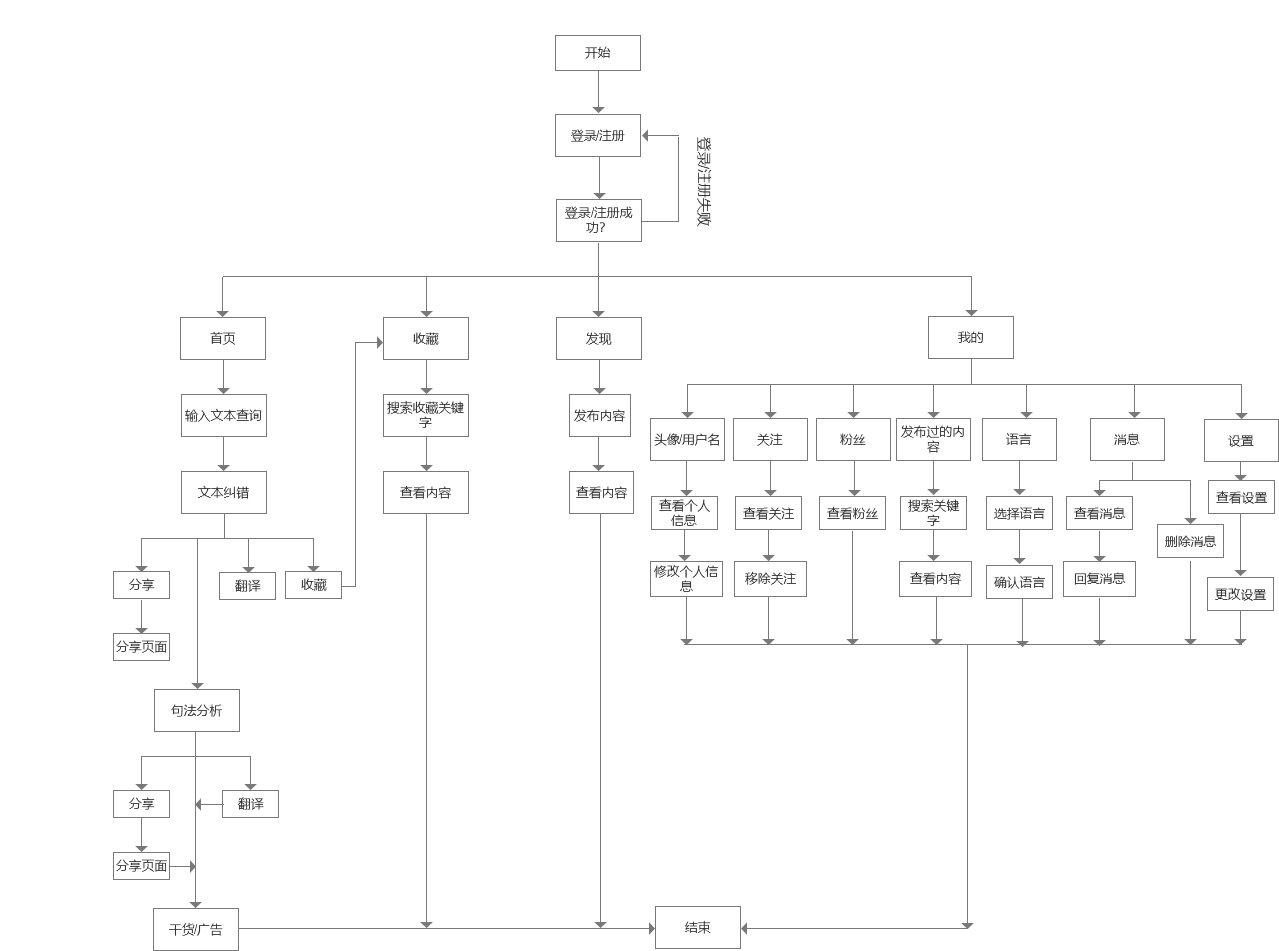 开始
登录/注册
登录/注册失败
登录/注册成
功?
首页
收藏
发现
我的
输入文本查询
搜索收藏关键
字
发布内容
头像/用户名
关注
粉丝
发布过的内
容
语言
消息
设置
文本纠错
查看内容
查看内容
查看个人
信息
查看关注
查看粉丝
搜索关键
字
选择语言
查看消息
删除消息
查看设置
分享
翻译
收藏
修改个人信
息
移除关注
查看内容
确认语言
回复消息
更改设置
分享页面
句法分析
分享
翻译
分享页面
干货/广告
结束